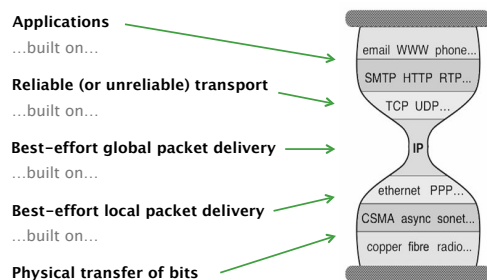 Applications
...built on...
Reliable (or unreliable) transport
...built on...
Best-effort global packet delivery
...built on...
Best-effort local packet delivery
...built on...
Physical transfer of bits
email WWW phone...
SMTP HTTP RTP...
TCP UDP...
IP
ethernet PPP...
CSMA async sonet...
copper fibre radio...